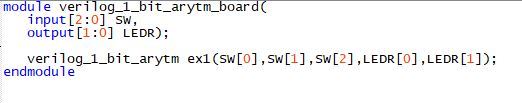 module verilog_1_bit_arytm_board(
input[2:0] SW,
output[1:0] LEDR);
verilog_1_bit_arytm ex1(SW[0],SW[1],SW[2],LEDR[0],LEDR[1]);
endmodule